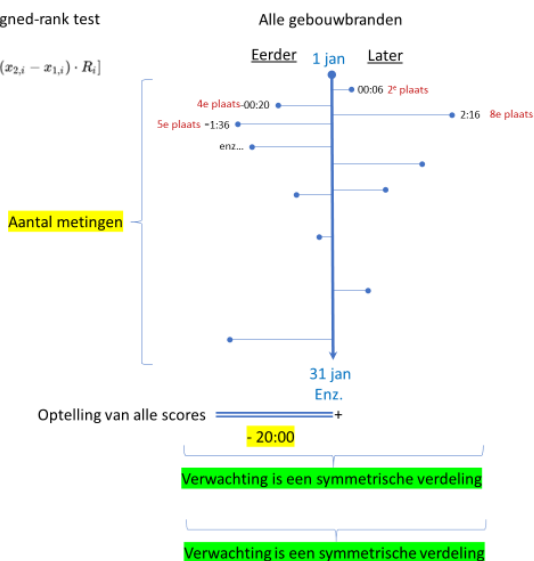 gned-rank test
Alle gebouwbranden
(x₂,ᵢ − x₁,ᵢ) · Rᵢ]
Eerder 1 jan Later
00:06 2e plaats
4e plaats-00:20
2:16 8e plaats
5e plaats -1:36
enz...
Aantal metingen
31 jan
Enz.
Optelling van alle scores +
- 20:00
Verwachting is een symmetrische verdeling
Verwachting is een symmetrische verdeling